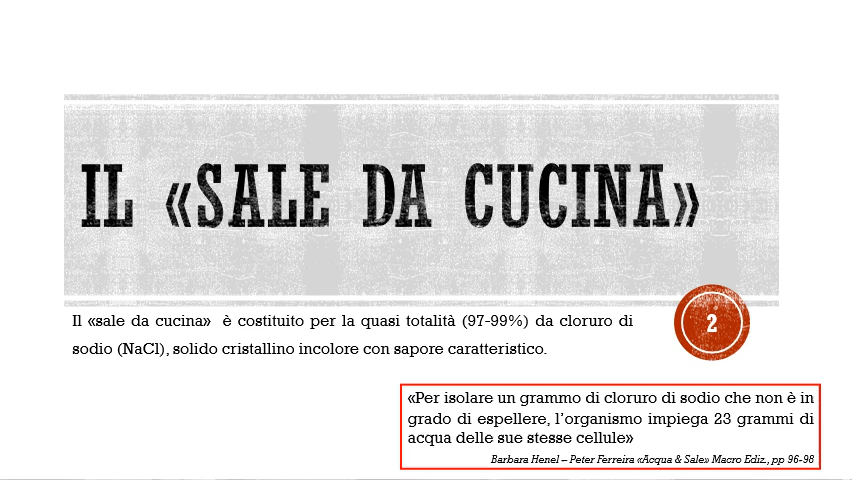 IL «SALE DA CUCINA»
Il «sale da cucina»  è costituito per la quasi totalità (97-99%) da cloruro di
sodio (NaCl), solido cristallino incolore con sapore caratteristico.
2
«Per isolare un grammo di cloruro di sodio che non è in
grado di espellere, l’organismo impiega 23 grammi di
acqua delle sue stesse cellule»
Barbara Henel – Peter Ferreira «Acqua & Sale» Macro Ediz., pp 96-98